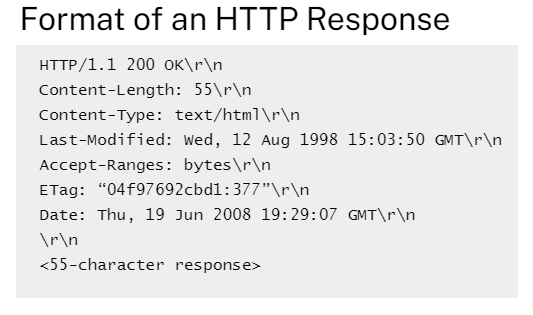 Format of an HTTP Response
HTTP/1.1 200 OK\r\n
Content-Length: 55\r\n
Content-Type: text/html\r\n
Last-Modified: Wed, 12 Aug 1998 15:03:50 GMT\r\n
Accept-Ranges: bytes\r\n
ETag: “04f97692cbd1:377”\r\n
Date: Thu, 19 Jun 2008 19:29:07 GMT\r\n
\r\n
<55-character response>